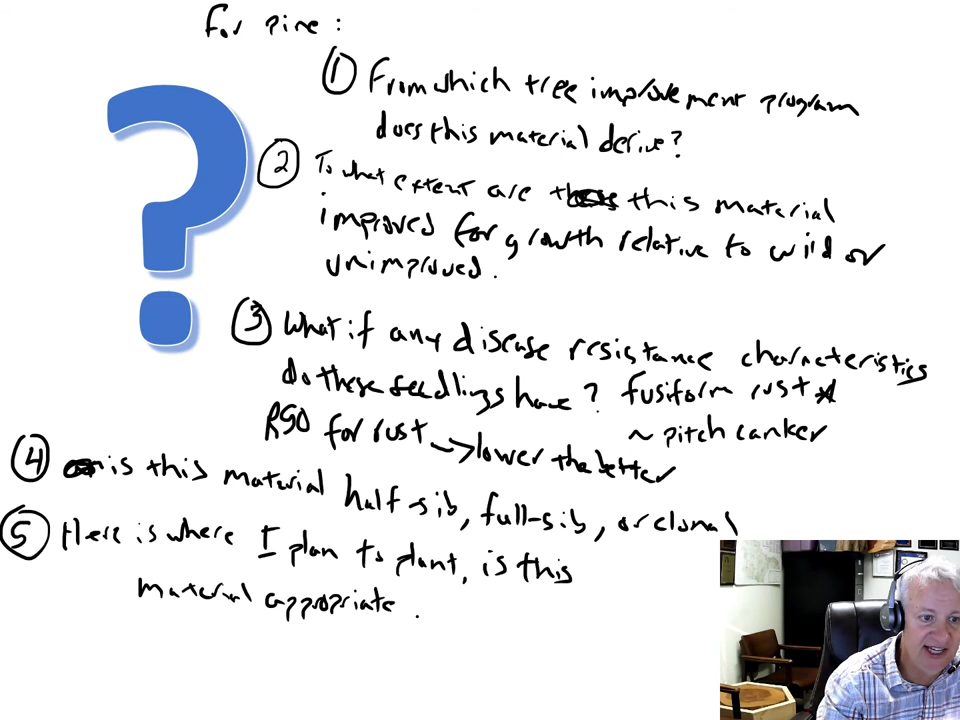 For pine:
① From which tree improvement program
does this material derive?
② To what extent are this material
improved for growth relative to wild or
unimproved.
③ What if any disease resistance characteristics
do these seedlings have? fusiform rust *
R50 for rust → lower the better
~ pitch canker
④ is this material half-sib, full-sib, or clonal
⑤ Here is where I plan to plant, is this
material appropriate.